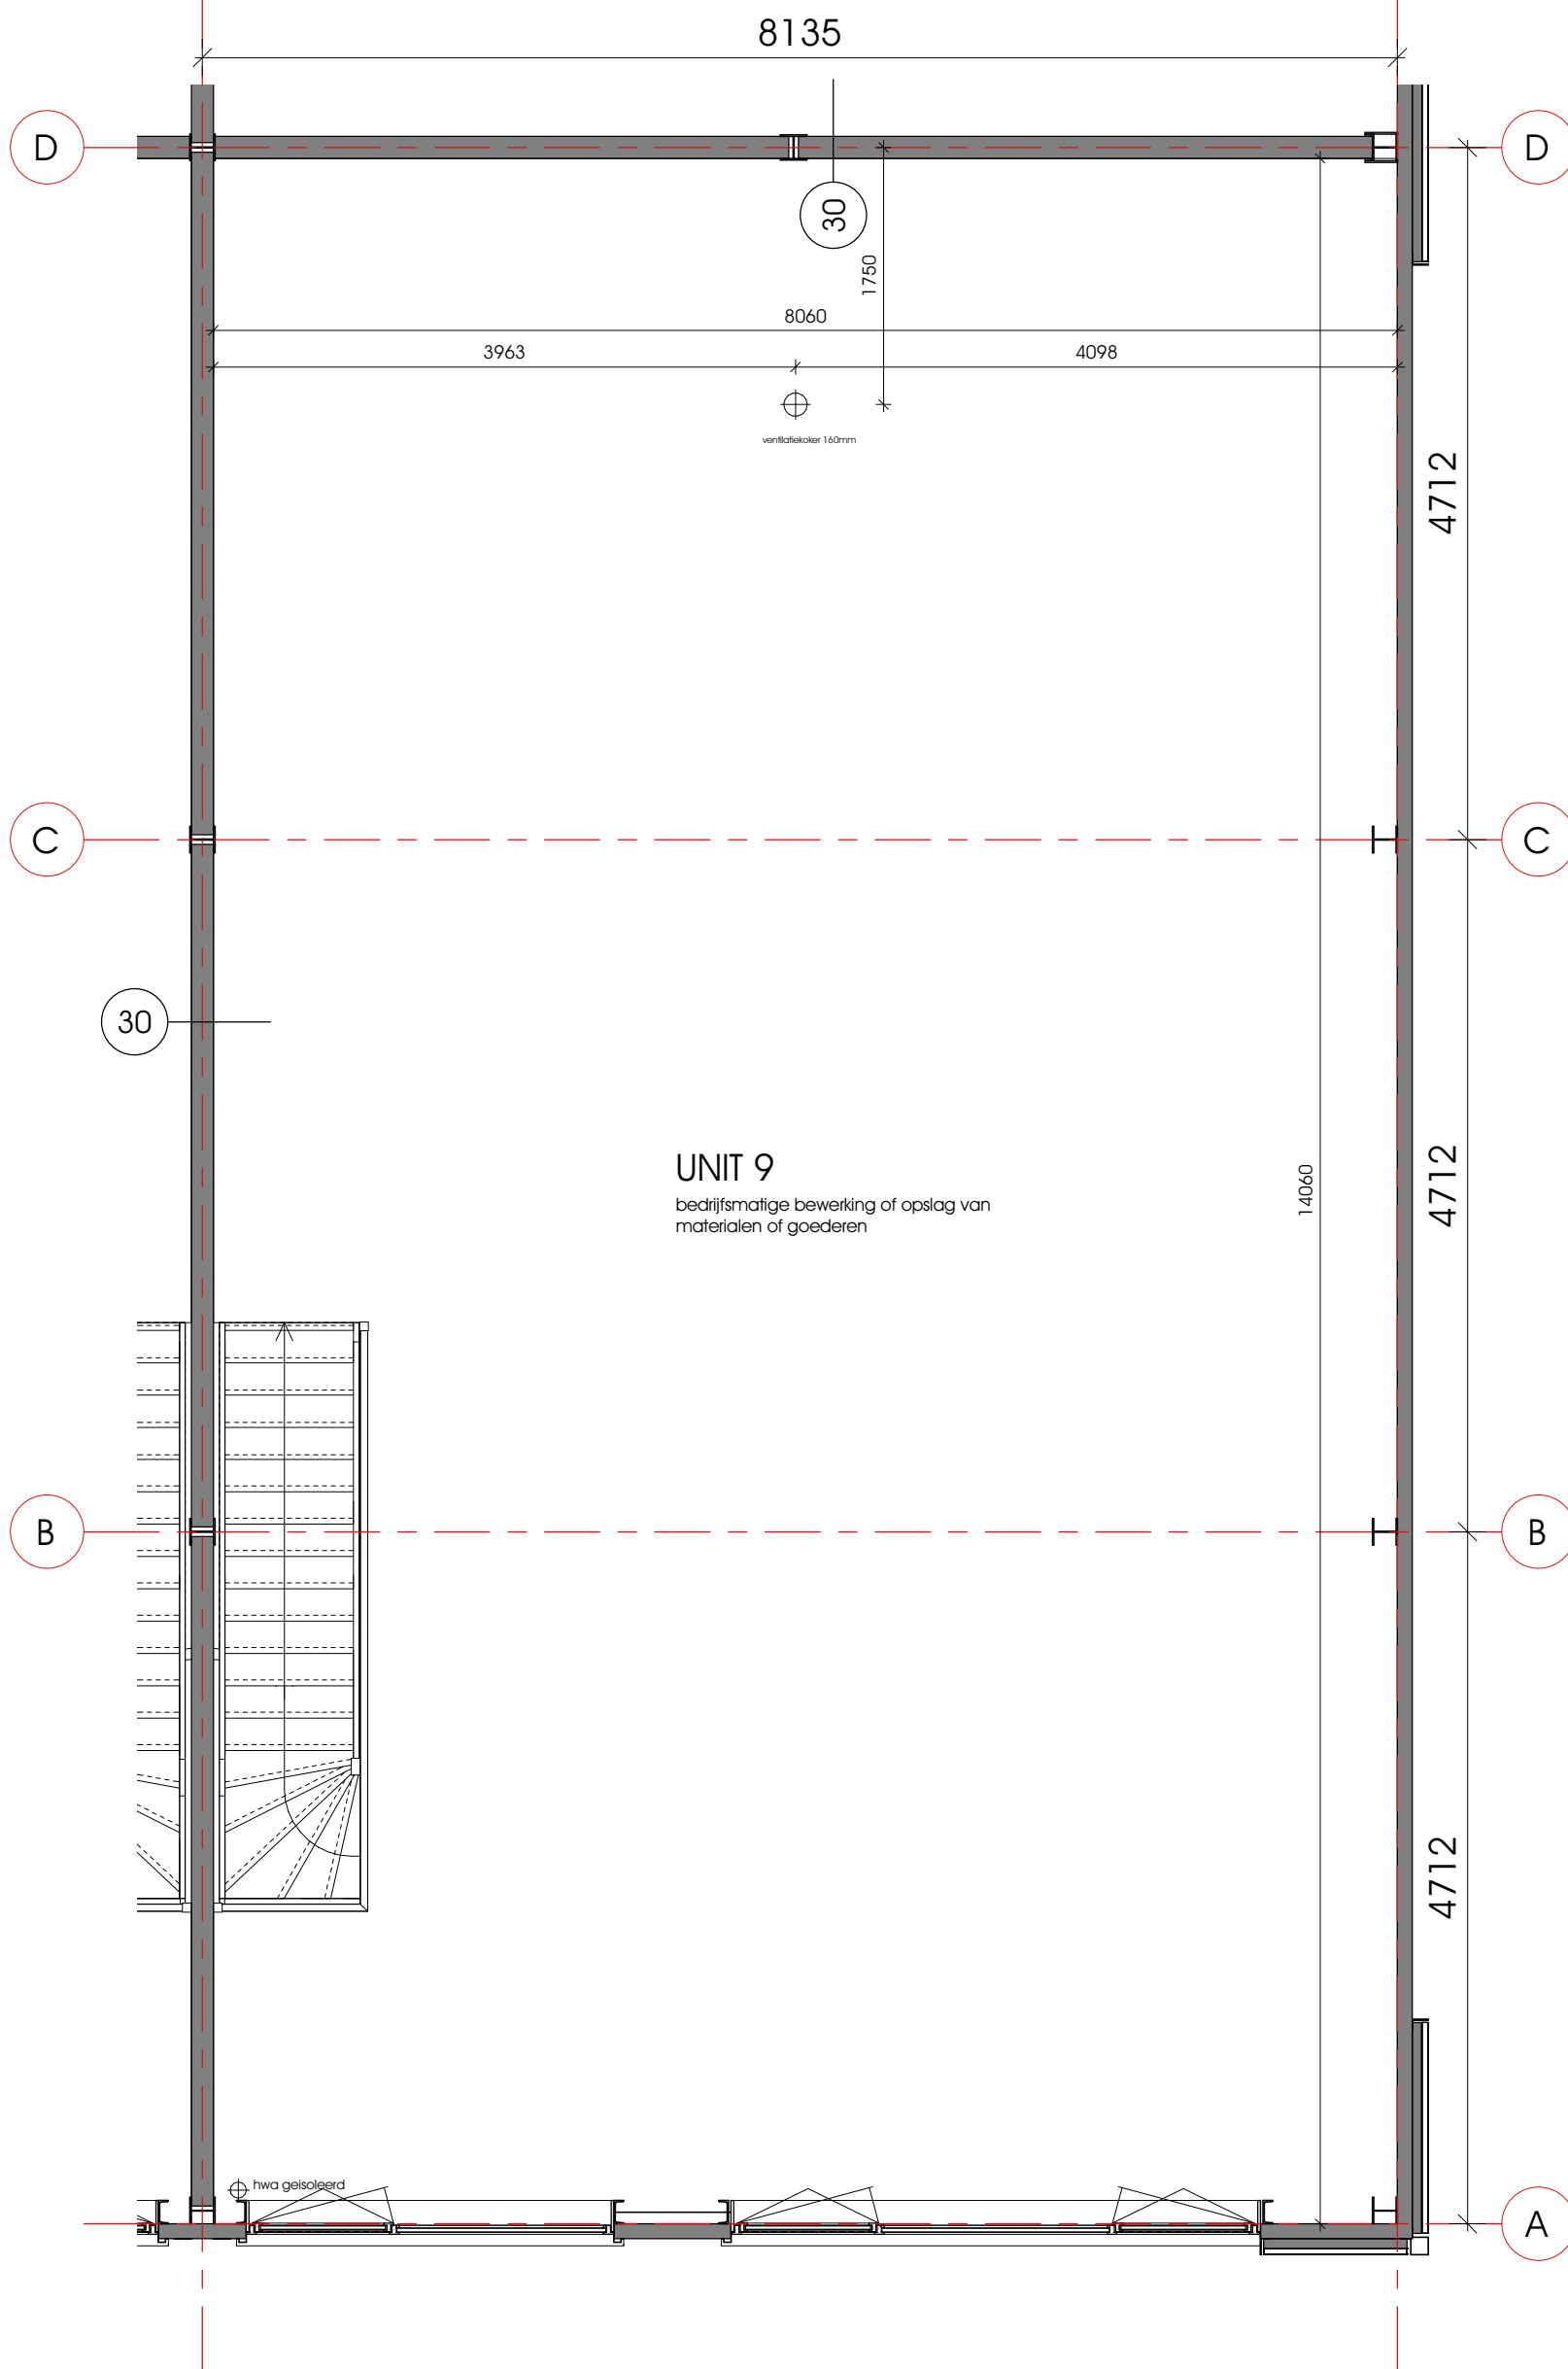 8135
D
D
30
1750
8060
3963
4098
ventilatiekoker 160mm
4712
C
C
30
UNIT 9
bedrijfsmatige bewerking of opslag van
materialen of goederen
14060
4712
B
B
4712
hwa geisoleerd
A